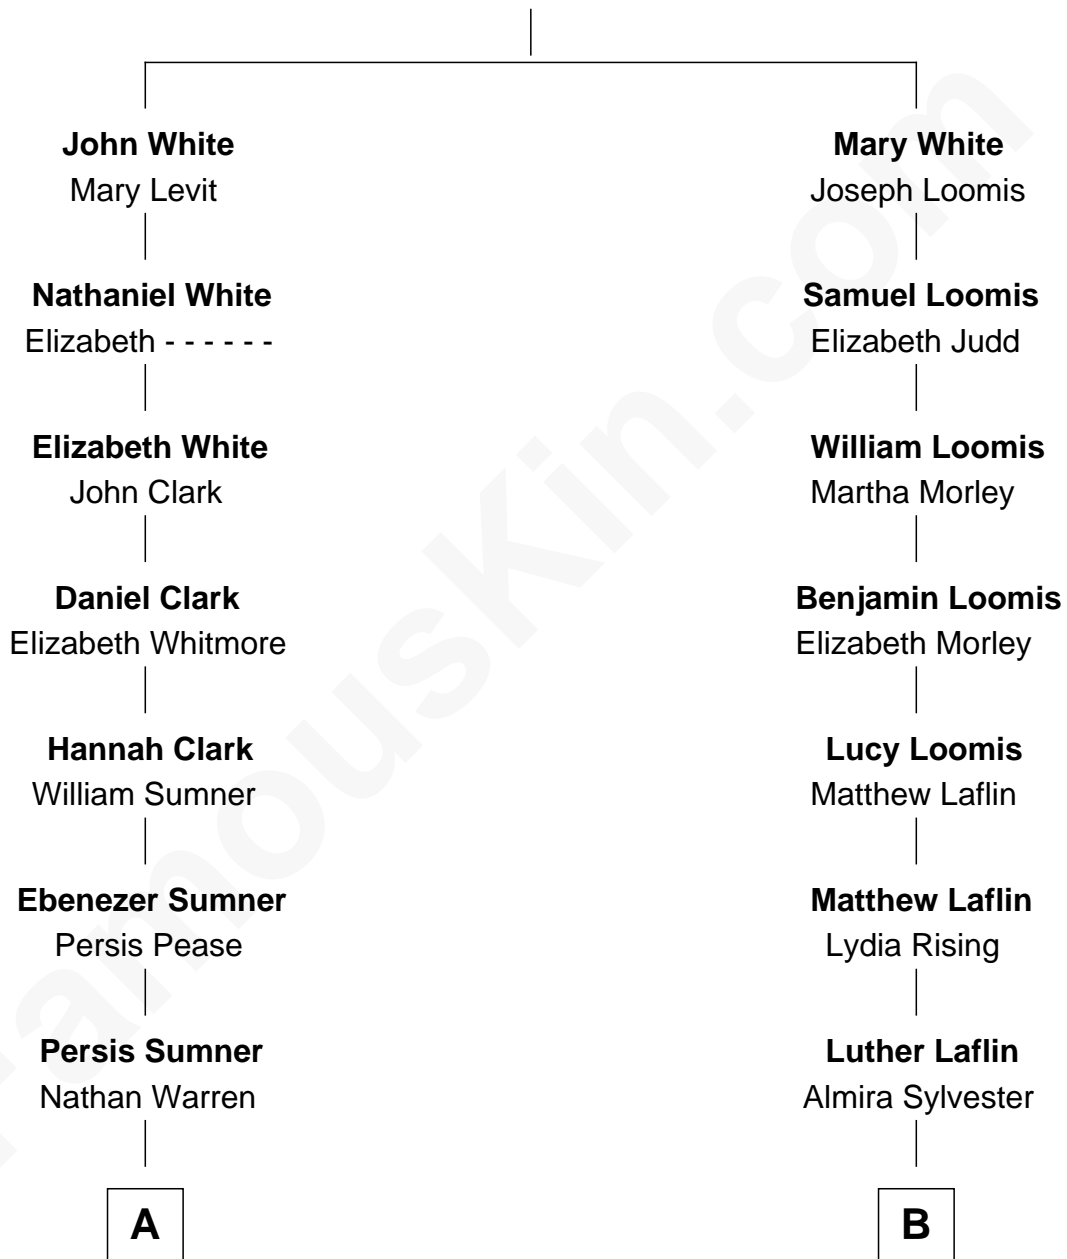 John White
Mary Levit
Nathaniel White
Elizabeth - - - - - -
Elizabeth White
John Clark
Daniel Clark
Elizabeth Whitmore
Hannah Clark
William Sumner
Ebenezer Sumner
Persis Pease
Persis Sumner
Nathan Warren
A
Mary White
Joseph Loomis
Samuel Loomis
Elizabeth Judd
William Loomis
Martha Morley
Benjamin Loomis
Elizabeth Morley
Lucy Loomis
Matthew Laflin
Matthew Laflin
Lydia Rising
Luther Laflin
Almira Sylvester
B
FamousKin.com